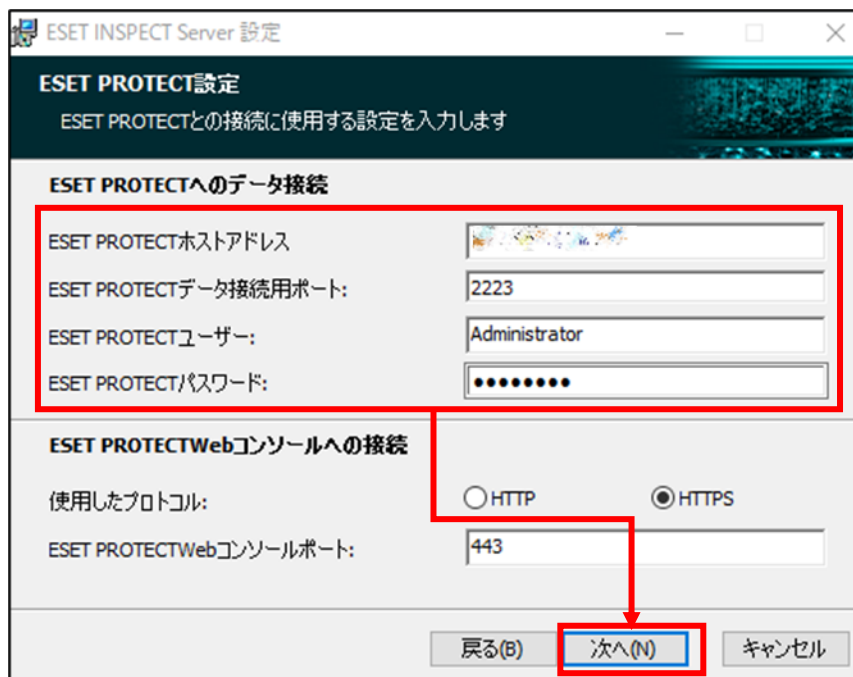 ESET INSPECT Server 設定
ESET PROTECT設定
ESET PROTECTとの接続に使用する設定を入力します
ESET PROTECTへのデータ接続
ESET PROTECTホストアドレス
ESET PROTECTデータ接続用ポート: 2223
ESET PROTECTユーザー: Administrator
ESET PROTECTパスワード: ●●●●●●●●
ESET PROTECTWebコンソールへの接続
使用したプロトコル: HTTP HTTPS
ESET PROTECTWebコンソールポート: 443
戻る(B) 次へ(N) キャンセル